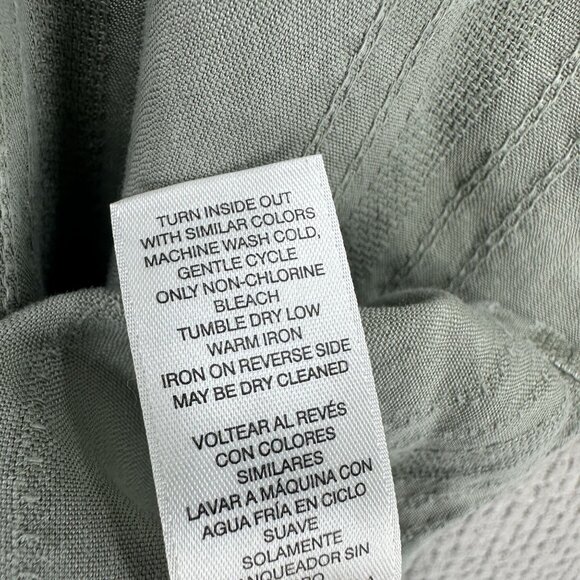 TURN INSIDE OUT
WITH SIMILAR COLORS
MACHINE WASH COLD,
GENTLE CYCLE
ONLY NON-CHLORINE
BLEACH
TUMBLE DRY LOW
WARM IRON
IRON ON REVERSE SIDE
MAY BE DRY CLEANED
VOLTEAR AL REVÉS
CON COLORES
SIMILARES
LAVAR A MÁQUINA CON
AGUA FRÍA EN CICLO
SUAVE
SOLAMENTE
SIN